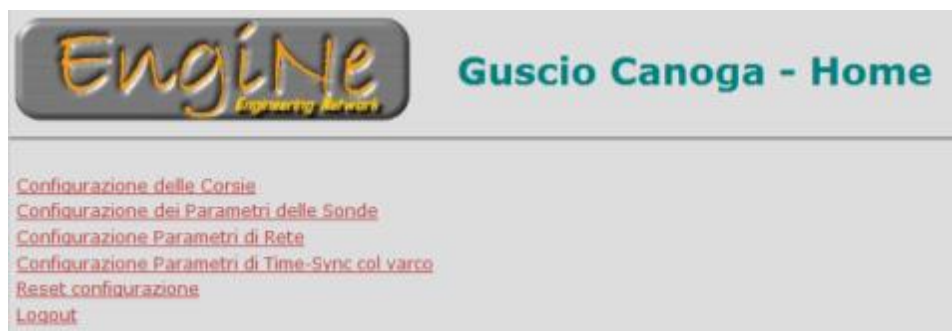 EngiNe
Engineering Network
Guscio Canoga - Home
Configurazione delle Corsie
Configurazione dei Parametri delle Sonde
Configurazione Parametri di Rete
Configurazione Parametri di Time-Sync col varco
Reset configurazione
Logout